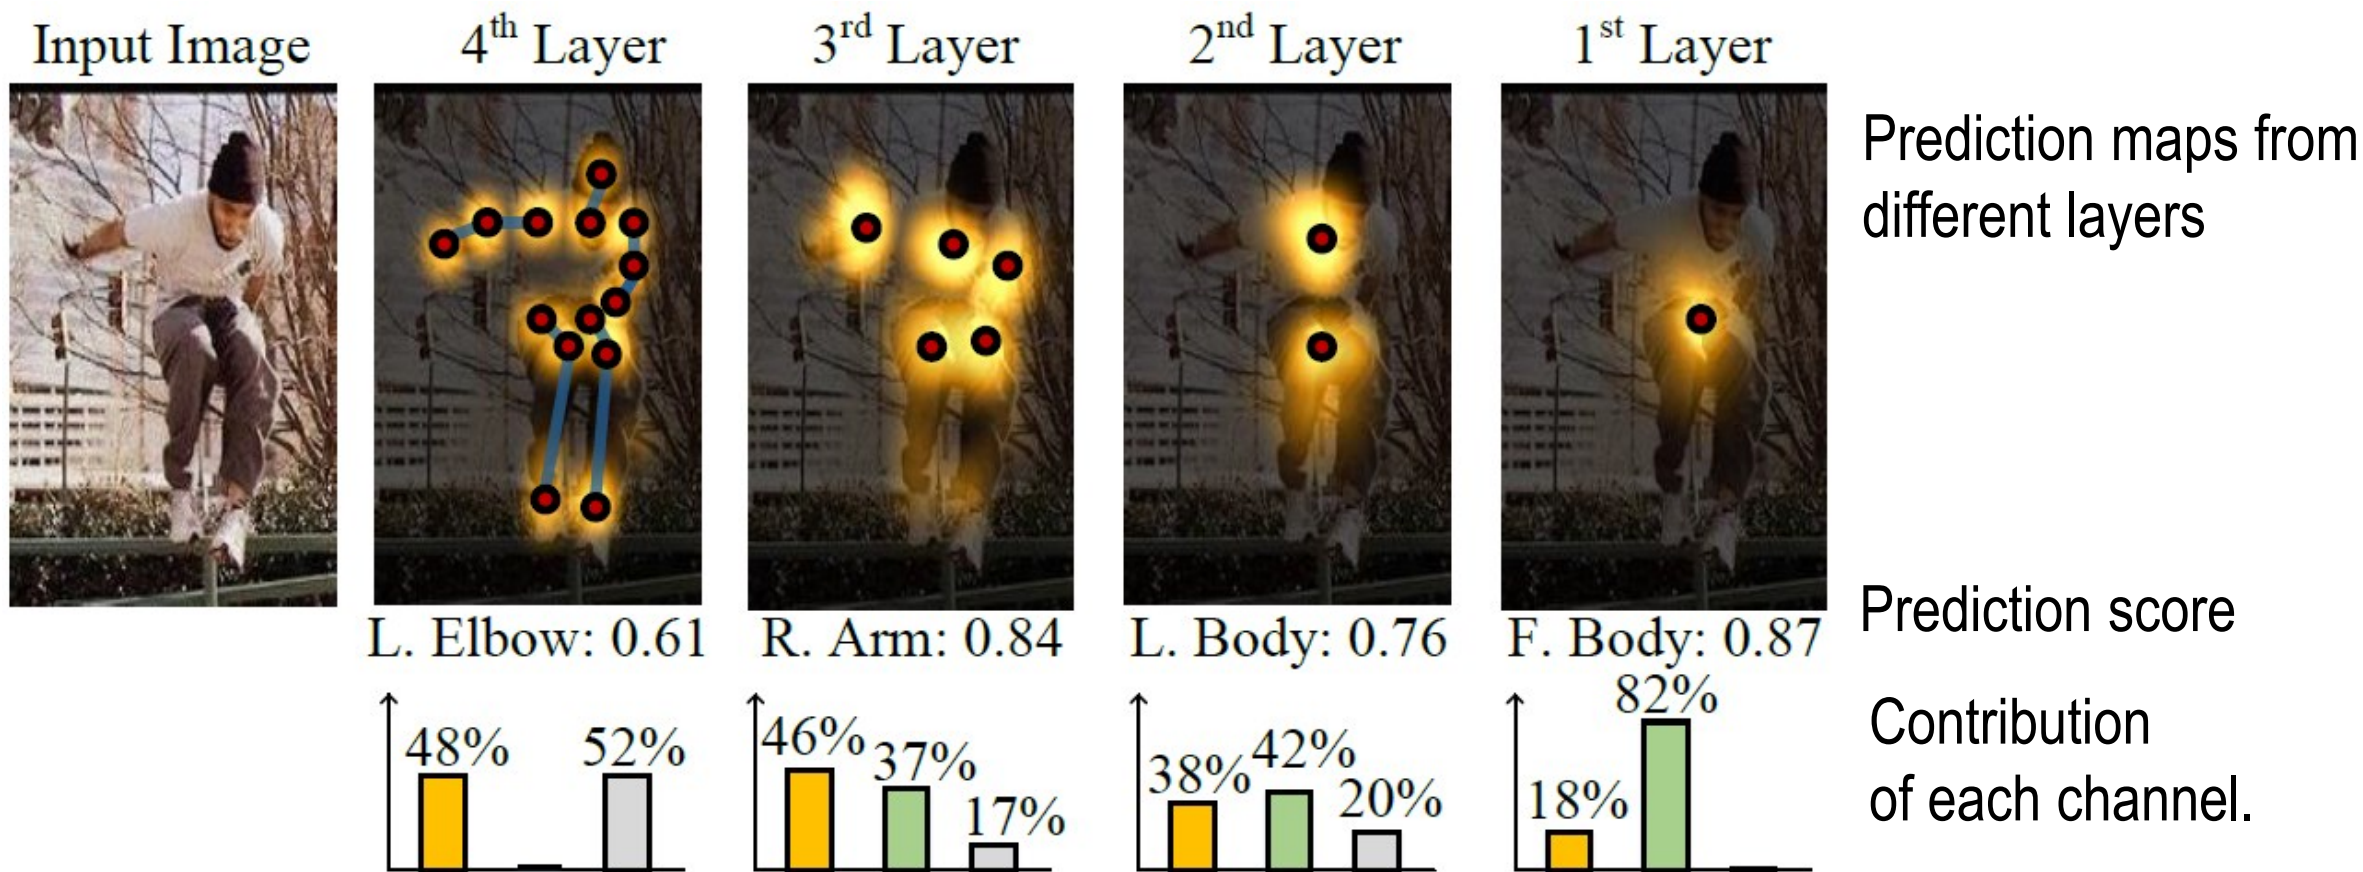 Input Image
4th Layer
3rd Layer
2nd Layer
1st Layer
Prediction maps from
different layers
L. Elbow: 0.61
R. Arm: 0.84
L. Body: 0.76
F. Body: 0.87
Prediction score
48%
52%
46%
37%
17%
38%
42%
20%
18%
82%
Contribution
of each channel.